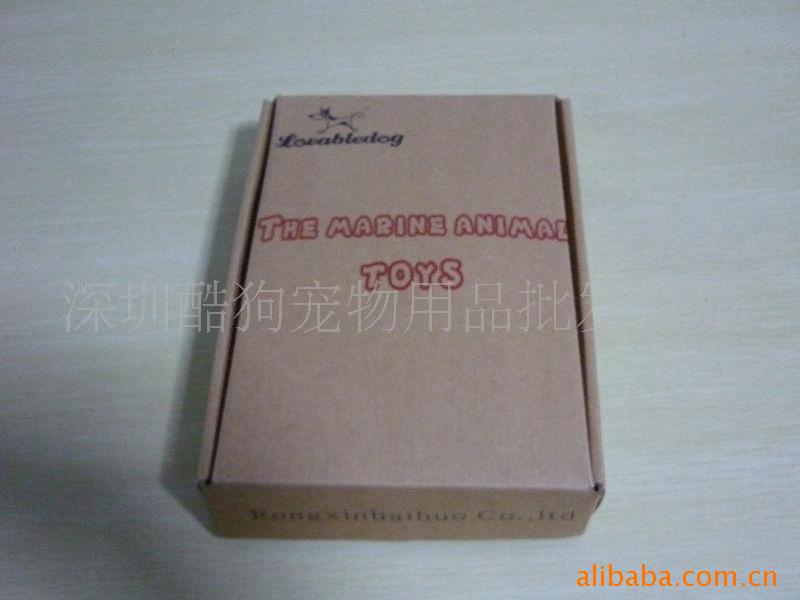 Lovabledog
THE MARINE ANIMAL
TOYS
深圳酷狗宠物用品批发
Rongxinbaihuo Co.,ltd
alibaba.com.cn